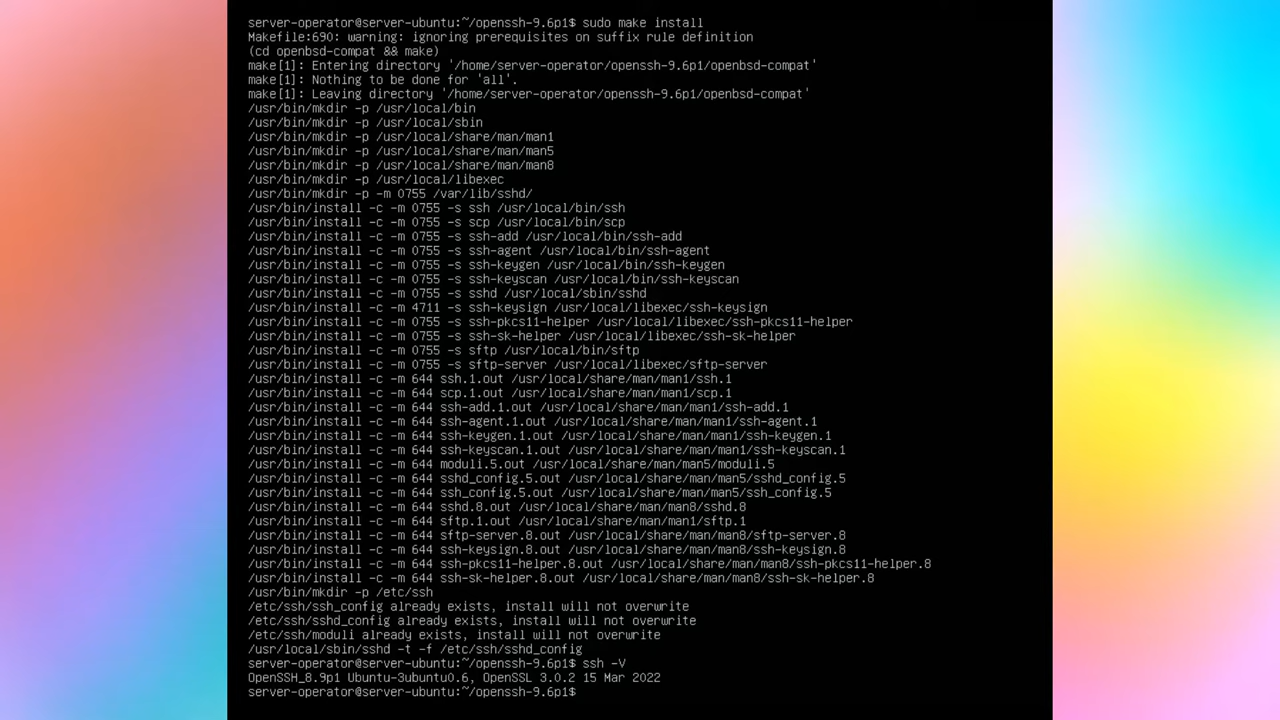 server-operator@server-ubuntu:~/openssh-9.6p1$ sudo make install
Makefile:690: warning: ignoring prerequisites on suffix rule definition
(cd openbsd-compat && make)
make[1]: Entering directory '/home/server-operator/openssh-9.6p1/openbsd-compat'
make[1]: Nothing to be done for 'all'.
make[1]: Leaving directory '/home/server-operator/openssh-9.6p1/openbsd-compat'
/usr/bin/mkdir -p /usr/local/bin
/usr/bin/mkdir -p /usr/local/sbin
/usr/bin/mkdir -p /usr/local/share/man/man1
/usr/bin/mkdir -p /usr/local/share/man/man5
/usr/bin/mkdir -p /usr/local/share/man/man8
/usr/bin/mkdir -p /usr/local/libexec
/usr/bin/mkdir -p -m 0755 /var/lib/sshd/
/usr/bin/install -c -m 0755 -s ssh /usr/local/bin/ssh
/usr/bin/install -c -m 0755 -s scp /usr/local/bin/scp
/usr/bin/install -c -m 0755 -s ssh-add /usr/local/bin/ssh-add
/usr/bin/install -c -m 0755 -s ssh-agent /usr/local/bin/ssh-agent
/usr/bin/install -c -m 0755 -s ssh-keygen /usr/local/bin/ssh-keygen
/usr/bin/install -c -m 0755 -s ssh-keyscan /usr/local/bin/ssh-keyscan
/usr/bin/install -c -m 0755 -s sshd /usr/local/sbin/sshd
/usr/bin/install -c -m 4711 -s ssh-keysign /usr/local/libexec/ssh-keysign
/usr/bin/install -c -m 0755 -s ssh-pkcs11-helper /usr/local/libexec/ssh-pkcs11-helper
/usr/bin/install -c -m 0755 -s ssh-sk-helper /usr/local/libexec/ssh-sk-helper
/usr/bin/install -c -m 0755 -s sftp /usr/local/bin/sftp
/usr/bin/install -c -m 0755 -s sftp-server /usr/local/libexec/sftp-server
/usr/bin/install -c -m 644 ssh.1.out /usr/local/share/man/man1/ssh.1
/usr/bin/install -c -m 644 scp.1.out /usr/local/share/man/man1/scp.1
/usr/bin/install -c -m 644 ssh-add.1.out /usr/local/share/man/man1/ssh-add.1
/usr/bin/install -c -m 644 ssh-agent.1.out /usr/local/share/man/man1/ssh-agent.1
/usr/bin/install -c -m 644 ssh-keygen.1.out /usr/local/share/man/man1/ssh-keygen.1
/usr/bin/install -c -m 644 ssh-keyscan.1.out /usr/local/share/man/man1/ssh-keyscan.1
/usr/bin/install -c -m 644 moduli.5.out /usr/local/share/man/man5/moduli.5
/usr/bin/install -c -m 644 sshd_config.5.out /usr/local/share/man/man5/sshd_config.5
/usr/bin/install -c -m 644 ssh_config.5.out /usr/local/share/man/man5/ssh_config.5
/usr/bin/install -c -m 644 sshd.8.out /usr/local/share/man/man8/sshd.8
/usr/bin/install -c -m 644 sftp.1.out /usr/local/share/man/man1/sftp.1
/usr/bin/install -c -m 644 sftp-server.8.out /usr/local/share/man/man8/sftp-server.8
/usr/bin/install -c -m 644 ssh-keysign.8.out /usr/local/share/man/man8/ssh-keysign.8
/usr/bin/install -c -m 644 ssh-pkcs11-helper.8.out /usr/local/share/man/man8/ssh-pkcs11-helper.8
/usr/bin/install -c -m 644 ssh-sk-helper.8.out /usr/local/share/man/man8/ssh-sk-helper.8
/usr/bin/mkdir -p /etc/ssh
/etc/ssh/ssh_config already exists, install will not overwrite
/etc/ssh/sshd_config already exists, install will not overwrite
/etc/ssh/moduli already exists, install will not overwrite
/usr/local/sbin/sshd -t -f /etc/ssh/sshd_config
server-operator@server-ubuntu:~/openssh-9.6p1$ ssh -V
OpenSSH_8.9p1 Ubuntu-3ubuntu0.6, OpenSSL 3.0.2 15 Mar 2022
server-operator@server-ubuntu:~/openssh-9.6p1$